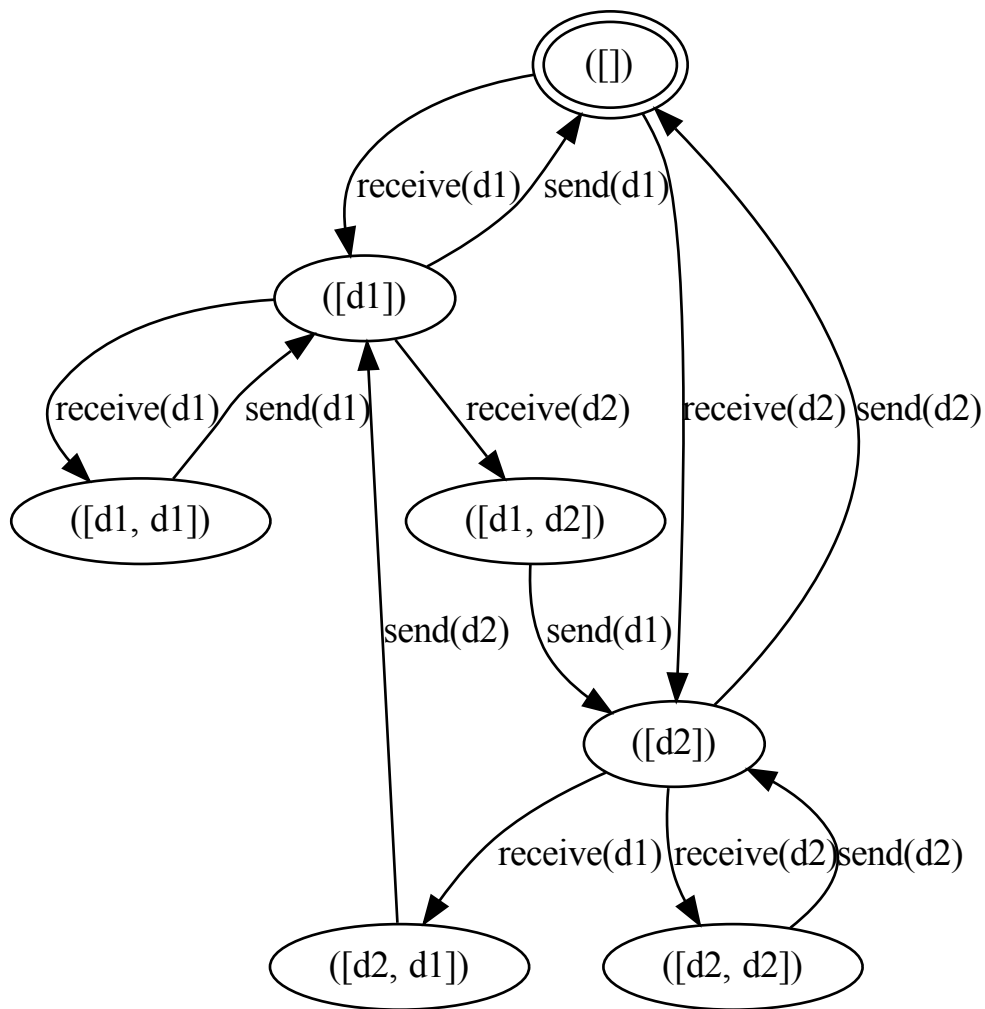 ([])
receive(d1)
send(d1)
([d1])
receive(d1)
send(d1)
receive(d2)
receive(d2)
send(d2)
([d1, d1])
([d1, d2])
send(d2)
send(d1)
([d2])
receive(d1)
receive(d2)
send(d2)
([d2, d1])
([d2, d2])